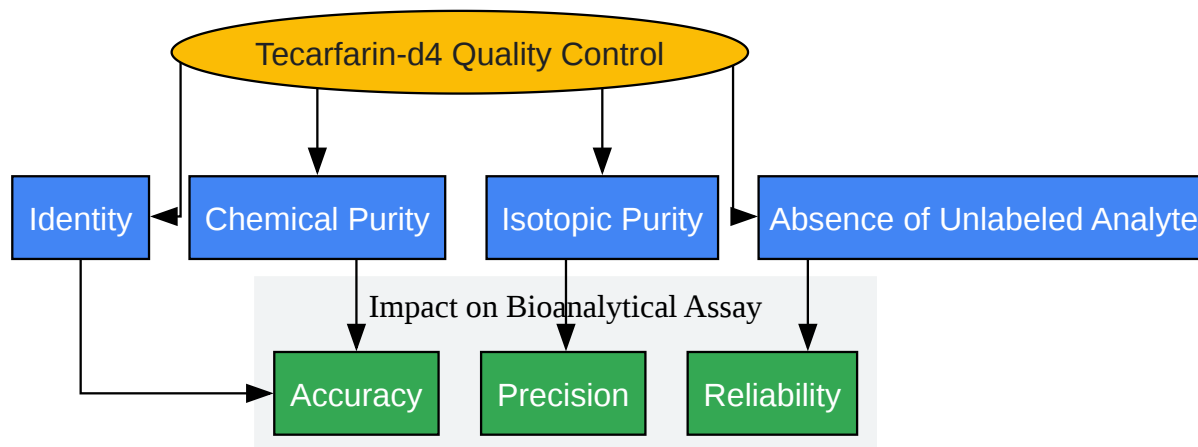 Tecarfarin-d4 Quality Control
Identity
Chemical Purity
Isotopic Purity
Absence of Unlabeled Analyte
Impact on Bioanalytical Assay
Accuracy
Precision
Reliability